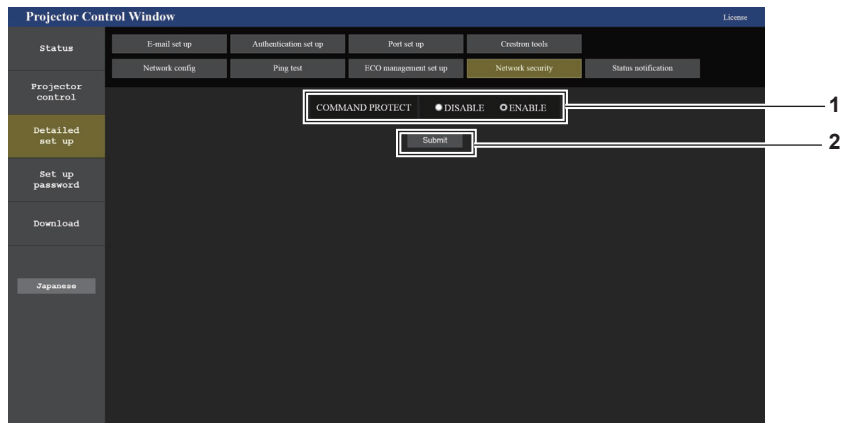 Projector Control Window
License
Status
Projector
control
Detailed
set up
Set up
password
Download
Japanese
E-mail set up
Authentication set up
Port set up
Crestron tools
Network config
Ping test
ECO management set up
Network security
Status notification
COMMAND PROTECT DISABLE ENABLE
1
Submit
2